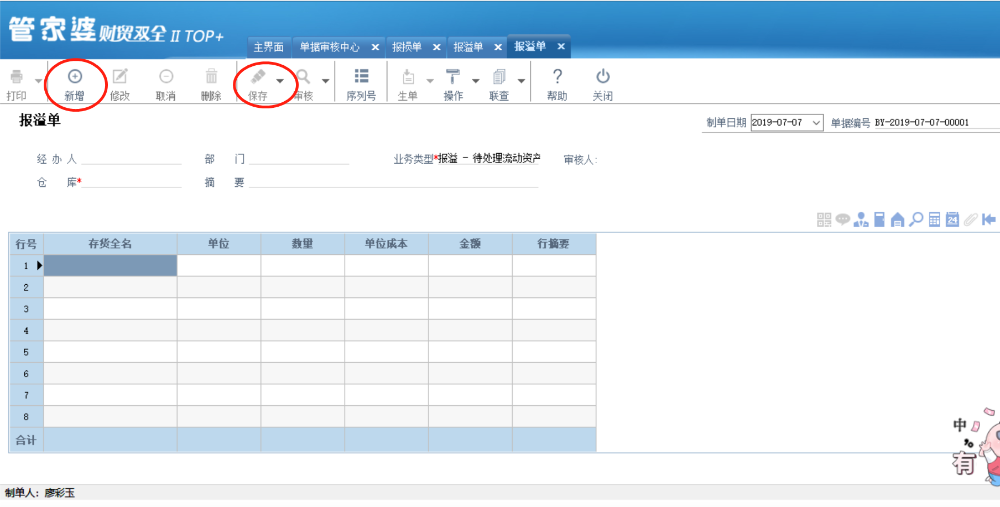 管家婆 财贸双全 II TOP+
主界面 单据审核中心 × 报损单 × 报溢单 × 报溢单 ×
打印 新增 修改 取消 删除 保存 审核 序列号 生单 操作 联查 帮助 关闭
报溢单
制单日期 2019-07-07 单据编号 BY-2019-07-07-00001
经办人 部门 业务类型*报溢 - 待处理流动资产 审核人:
仓库* 摘要
24
行号 存货全名 单位 数量 单位成本 金额 行摘要
1
2
3
4
5
6
7
8
合计
中
有
制单人: 廖彩玉